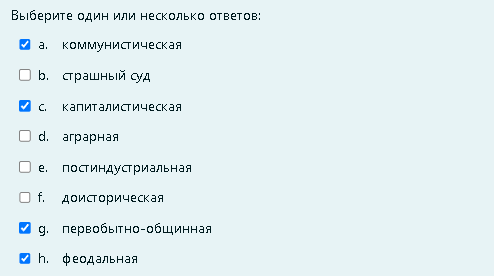 Выберите один или несколько ответов:
a. коммунистическая
b. страшный суд
c. капиталистическая
d. аграрная
e. постиндустриальная
f. доисторическая
g. первобытно-общинная
h. феодальная